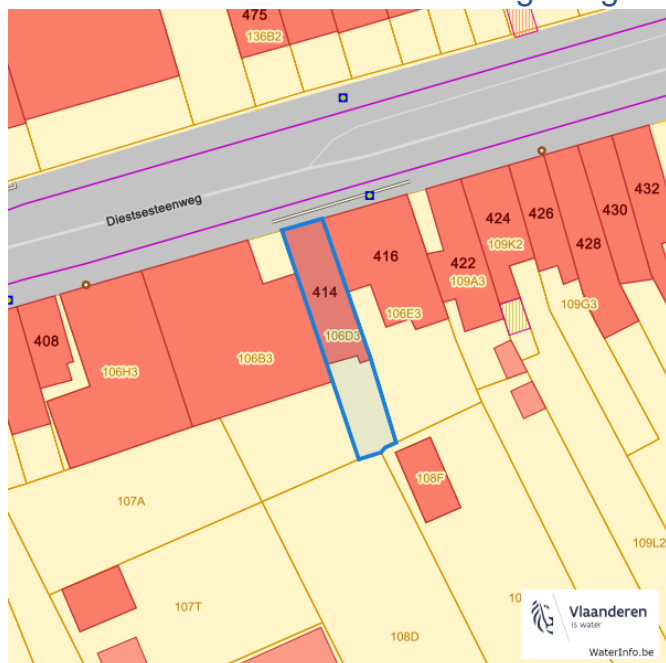 475
136B2
Diestsesteenweg
432
430
426
424
109K2
428
416
422
109A3
414
109G3
106E3
106D3
408
106B3
106H3
108F
107A
109L2
107T
108D
Vlaanderen
is water
WaterInfo.be